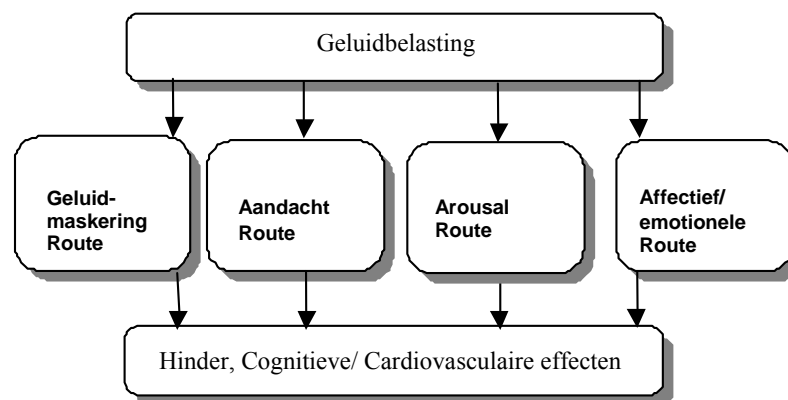 Geluidbelasting
Geluid-
maskering
Route
Aandacht
Route
Arousal
Route
Affectief/
emotionele
Route
Hinder, Cognitieve/ Cardiovasculaire effecten